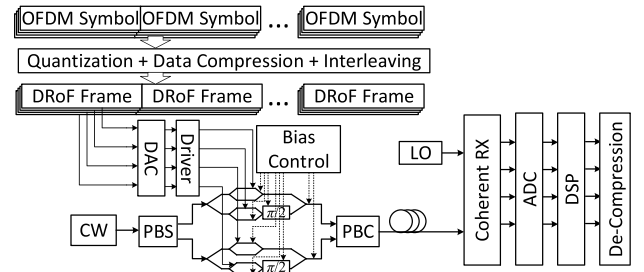 OFDM Symbol OFDM Symbol ... OFDM Symbol
Quantization + Data Compression + Interleaving
DRoF Frame DRoF Frame ... DRoF Frame
DAC
Driver
Bias
Control
π/2
π/2
CW
PBS
PBC
LO
Coherent RX
ADC
DSP
De-Compression